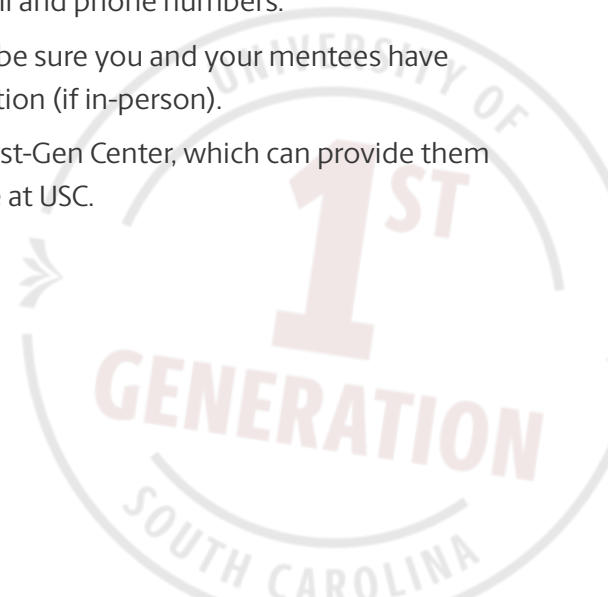 il and phone numbers.
be sure you and your mentees have
tion (if in-person).
st-Gen Center, which can provide them
at USC.
UNIVERSITY OF
1ST
GENERATION
SOUTH CAROLINA